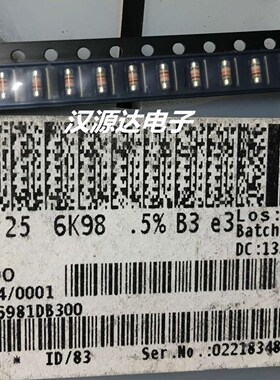 汉源达电子
25 6K98 .5% B3 e3
Los
Batch
DC:13
4/0001
6981DB300
* ID/83 Ser.No.:02218348